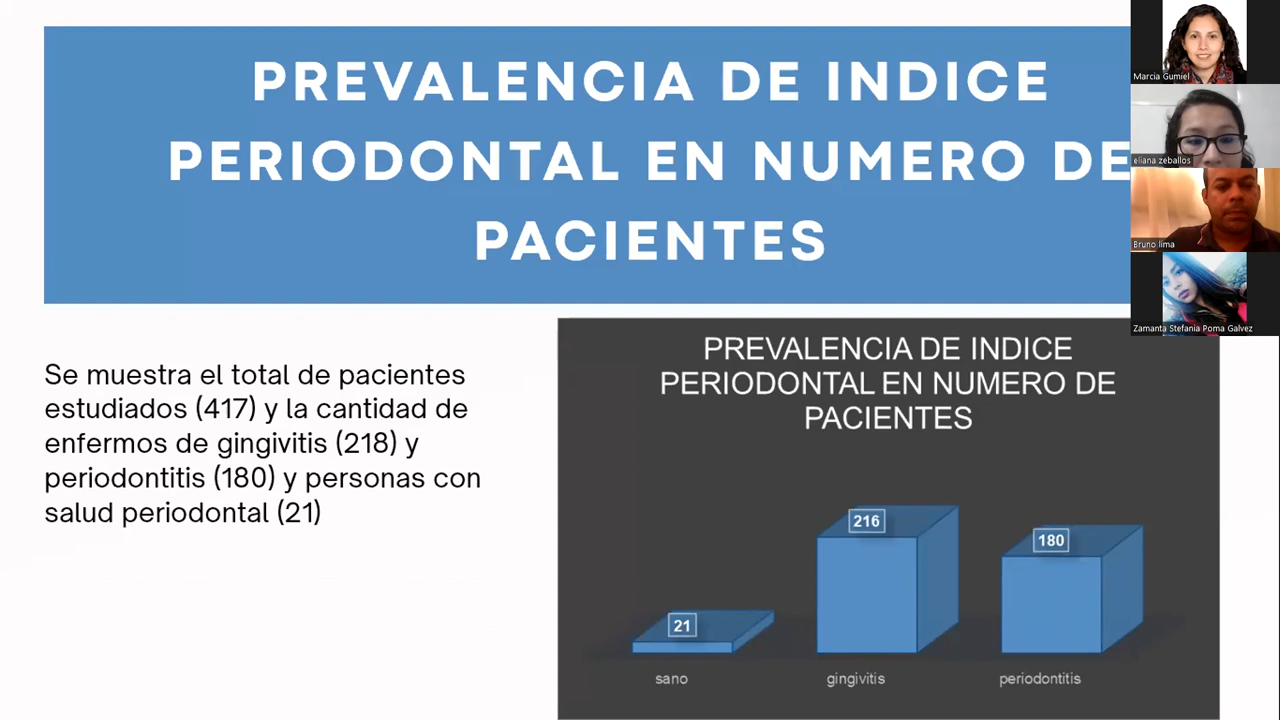 PREVALENCIA DE INDICE
PERIODONTAL EN NUMERO DE
PACIENTES
Marcia Gumiel
eliana zeballos
Bruno lima
Zamanta Stefania Poma Galvez
Se muestra el total de pacientes
estudiados (417) y la cantidad de
enfermos de gingivitis (218) y
periodontitis (180) y personas con
salud periodontal (21)
PREVALENCIA DE INDICE
PERIODONTAL EN NUMERO DE
PACIENTES
216
180
21
sano
gingivitis
periodontitis